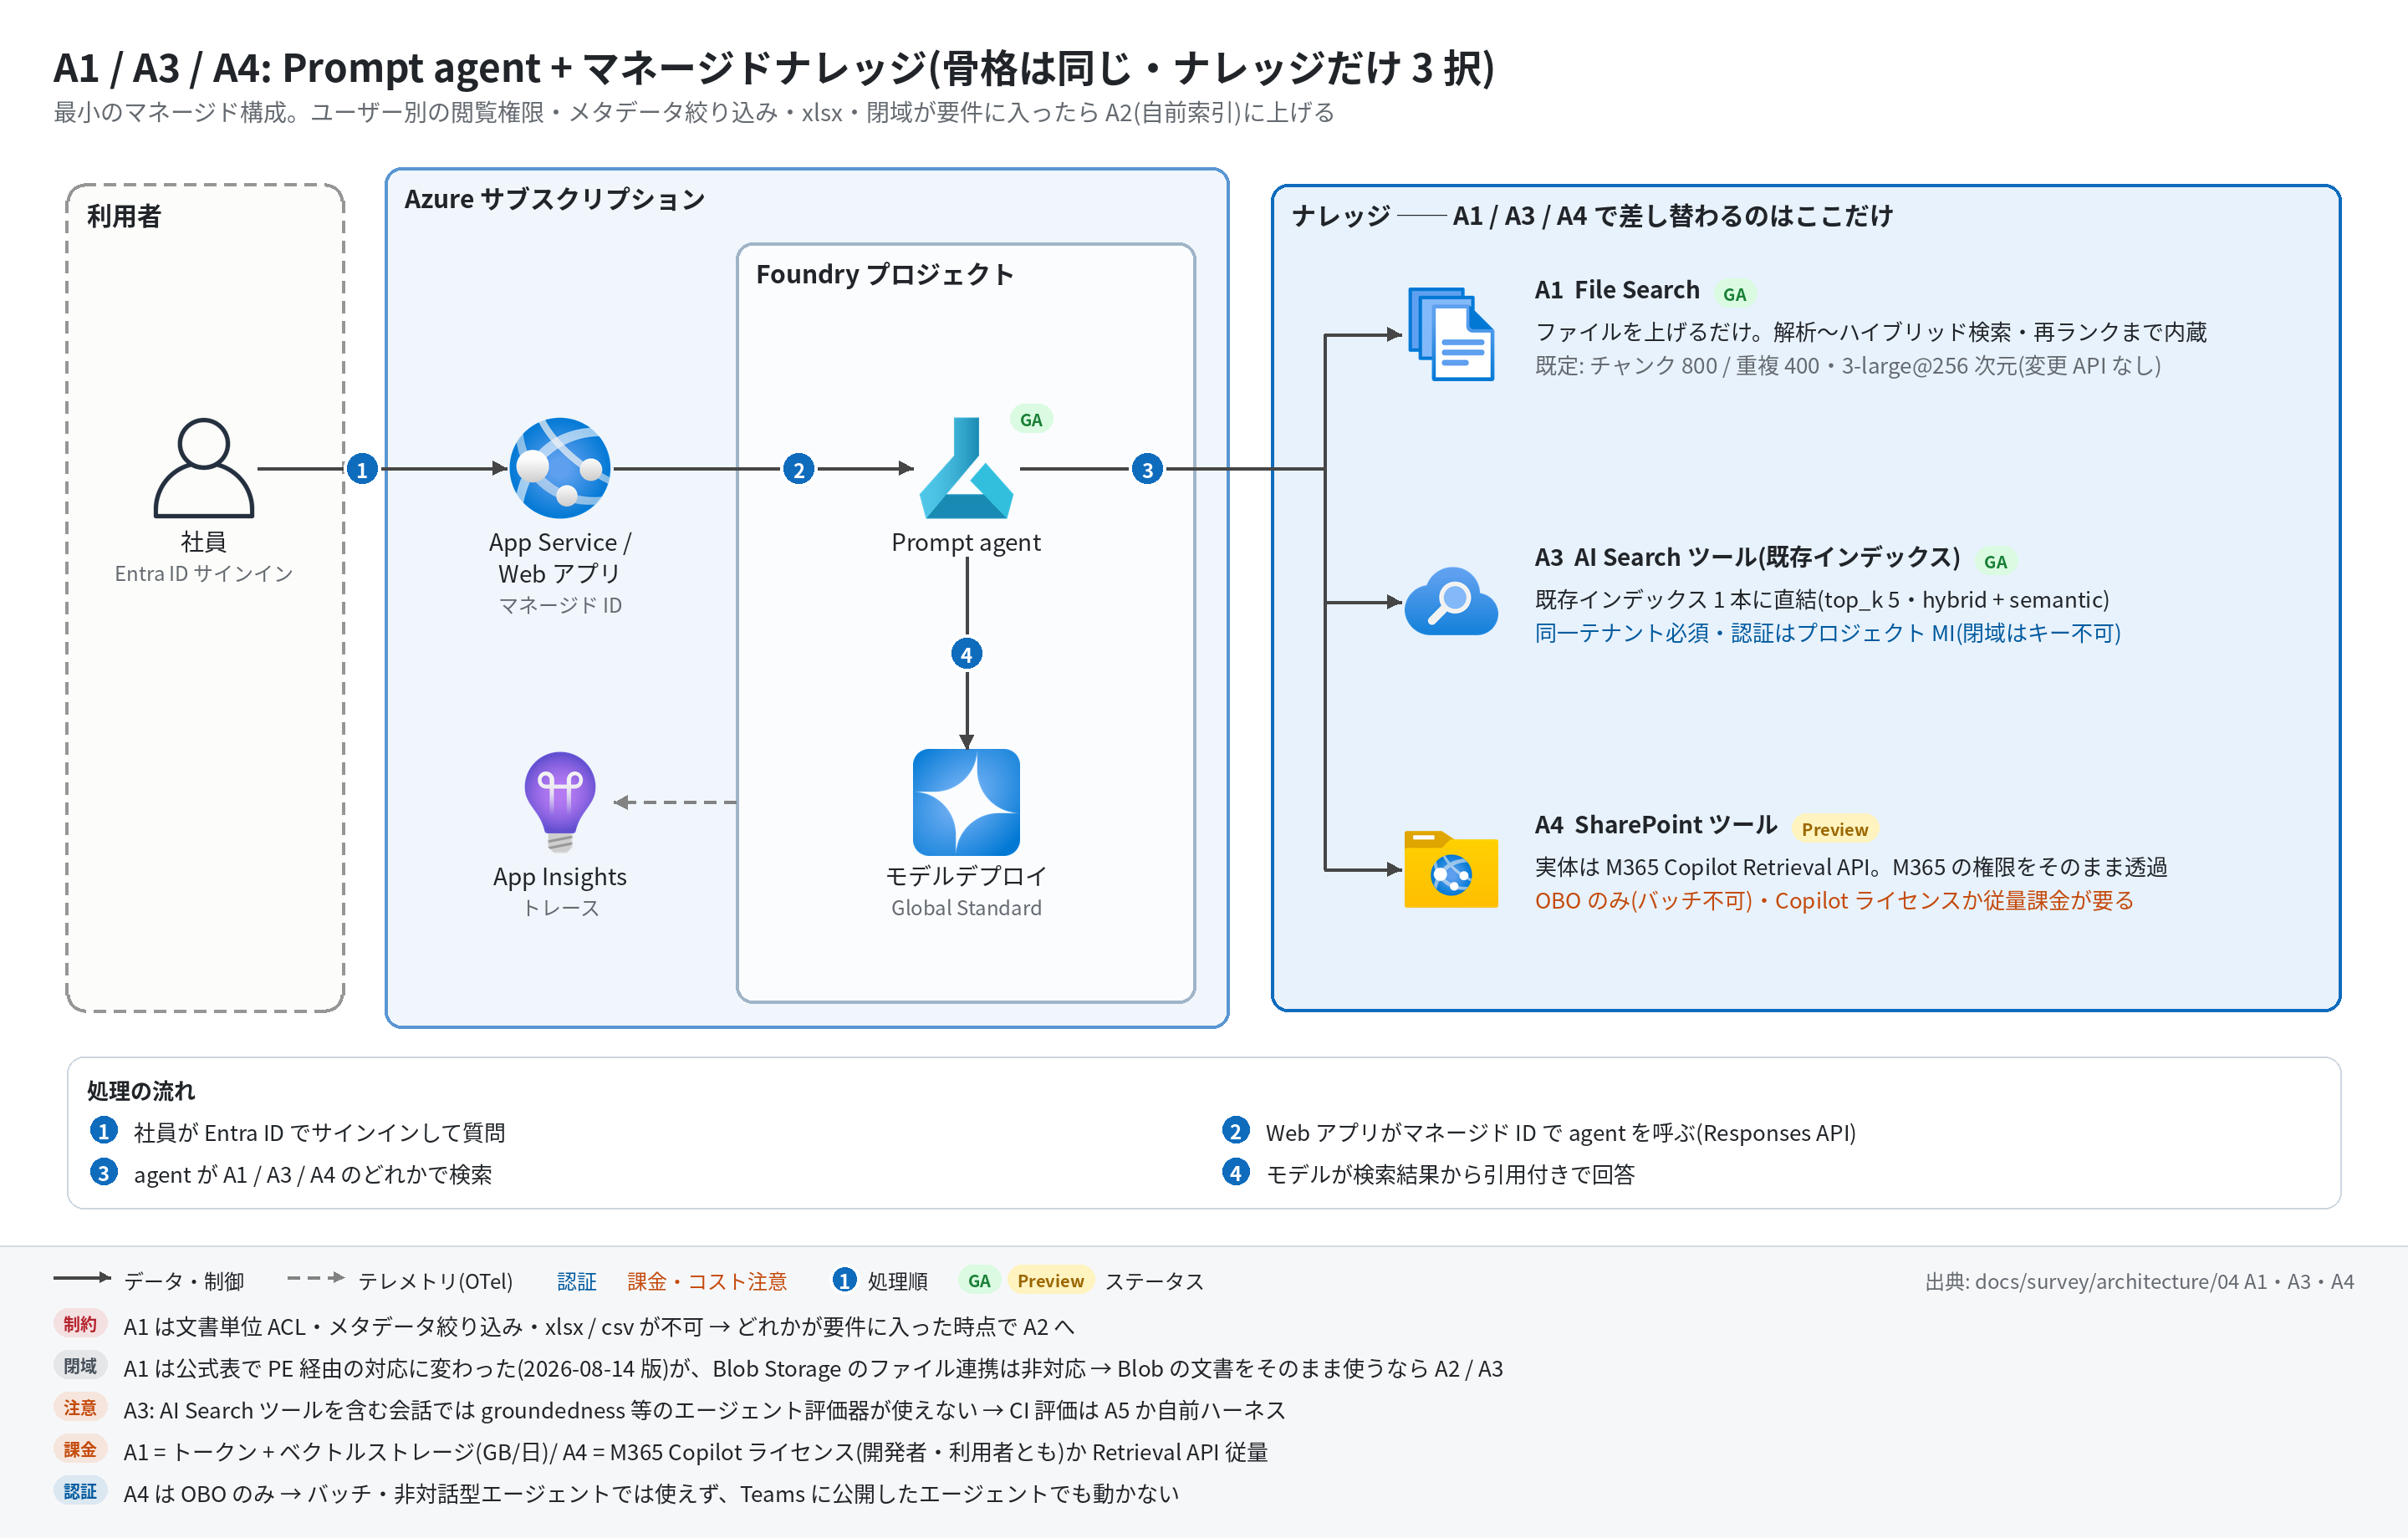 A1 / A3 / A4: Prompt agent + マネージドナレッジ(骨格は同じ・ナレッジだけ 3 択)
最小のマネージド構成。ユーザー別の閲覧権限・メタデータ絞り込み・xlsx・閉域が要件に入ったら A2(自前索引)に上げる
利用者
社員
Entra ID サインイン
1
Azure サブスクリプション
App Service /
Web アプリ
マネージド ID
App Insights
トレース
Foundry プロジェクト
2
GA
Prompt agent
3
4
モデルデプロイ
Global Standard
ナレッジ ── A1 / A3 / A4 で差し替わるのはここだけ
A1 File Search GA
ファイルを上げるだけ。解析～ハイブリッド検索・再ランクまで内蔵
既定: チャンク 800 / 重複 400・3-large@256 次元(変更 API なし)
A3 AI Search ツール(既存インデックス) GA
既存インデックス 1 本に直結(top_k 5・hybrid + semantic)
同一テナント必須・認証はプロジェクト MI(閉域はキー不可)
A4 SharePoint ツール Preview
実体は M365 Copilot Retrieval API。M365 の権限をそのまま透過
OBO のみ(バッチ不可)・Copilot ライセンスか従量課金が要る
処理の流れ
1 社員が Entra ID でサインインして質問
2 Web アプリがマネージド ID で agent を呼ぶ(Responses API)
3 agent が A1 / A3 / A4 のどれかで検索
4 モデルが検索結果から引用付きで回答
データ・制御 テレメトリ(OTel) 認証 課金・コスト注意 1 処理順 GA Preview ステータス 出典: docs/survey/architecture/04 A1・A3・A4
制約 A1 は文書単位 ACL・メタデータ絞り込み・xlsx / csv が不可 → どれかが要件に入った時点で A2 へ
閉域 A1 は公式表で PE 経由の対応に変わった(2026-08-14 版)が、Blob Storage のファイル連携は非対応 → Blob の文書をそのまま使うなら A2 / A3
注意 A3: AI Search ツールを含む会話では groundedness 等のエージェント評価器が使えない → CI 評価は A5 か自前ハーネス
課金 A1 = トークン + ベクトルストレージ(GB/日)/ A4 = M365 Copilot ライセンス(開発者・利用者とも)か Retrieval API 従量
認証 A4 は OBO のみ → バッチ・非対話型エージェントでは使えず、Teams に公開したエージェントでも動かない